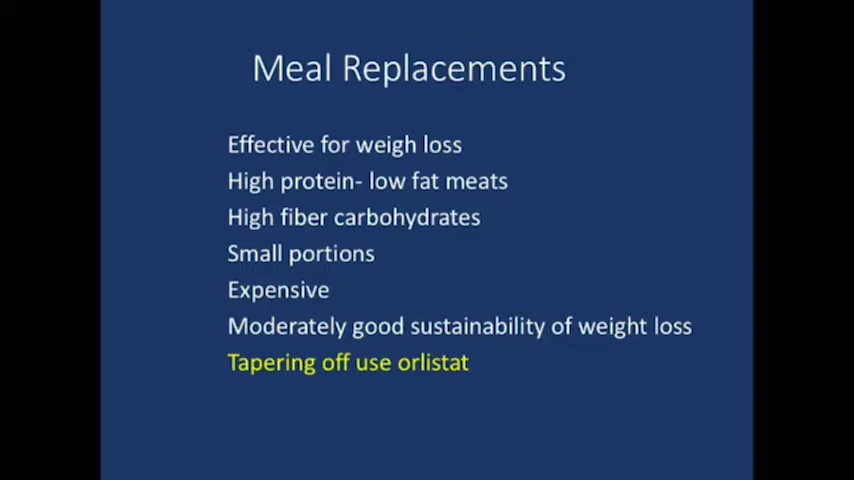 Meal Replacements
Effective for weigh loss
High protein- low fat meats
High fiber carbohydrates
Small portions
Expensive
Moderately good sustainability of weight loss
Tapering off use orlistat